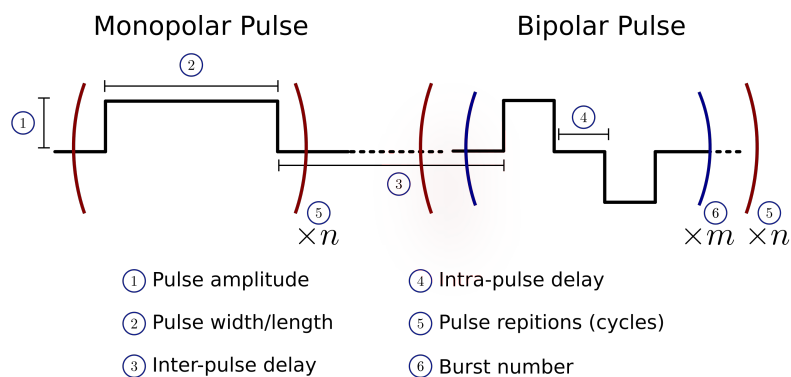 Monopolar Pulse
Bipolar Pulse
2
1
4
3
5
×n
6
×m
5
×n
1 Pulse amplitude
2 Pulse width/length
3 Inter-pulse delay
4 Intra-pulse delay
5 Pulse repitions (cycles)
6 Burst number